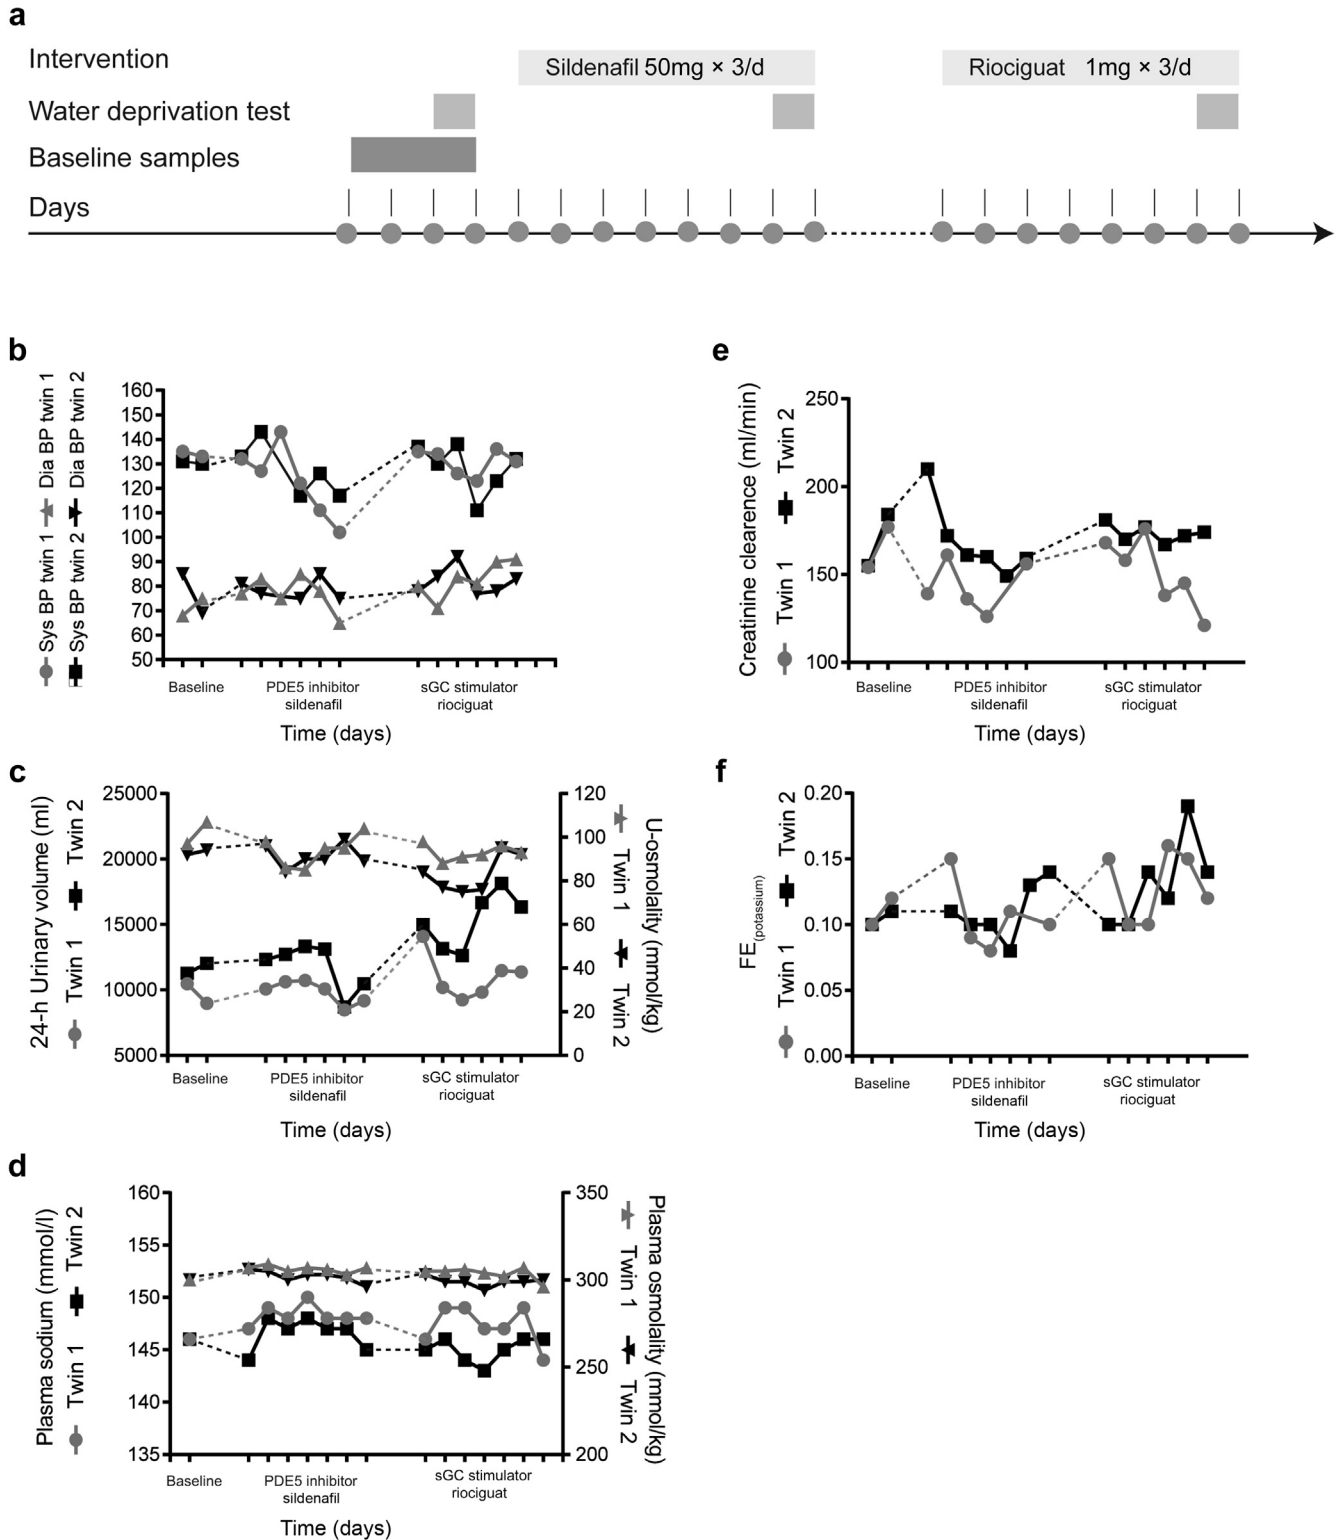 a
Intervention
Sildenafil 50mg × 3/d
Riociguat 1mg × 3/d
Water deprivation test
Baseline samples
Days
b
Sys BP twin 1
Dia BP twin 1
Sys BP twin 2
Dia BP twin 2
160
150
140
130
120
110
100
90
80
70
60
50
Baseline
PDE5 inhibitor
sildenafil
sGC stimulator
riociguat
Time (days)
e
Creatinine clearence (ml/min)
Twin 1
Twin 2
250
200
150
100
Baseline
PDE5 inhibitor
sildenafil
sGC stimulator
riociguat
Time (days)
c
24-h Urinary volume (ml)
Twin 1
Twin 2
25000
20000
15000
10000
5000
120
100
80
60
40
20
0
U-osmolality (mmol/kg)
Twin 1
Twin 2
Baseline
PDE5 inhibitor
sildenafil
sGC stimulator
riociguat
Time (days)
f
FE(potassium)
Twin 1
Twin 2
0.20
0.15
0.10
0.05
0.00
Baseline
PDE5 inhibitor
sildenafil
sGC stimulator
riociguat
Time (days)
d
Plasma sodium (mmol/l)
Twin 1
Twin 2
160
155
150
145
140
135
350
300
250
200
Plasma osmolality (mmol/kg)
Twin 1
Twin 2
Baseline
PDE5 inhibitor
sildenafil
sGC stimulator
riociguat
Time (days)